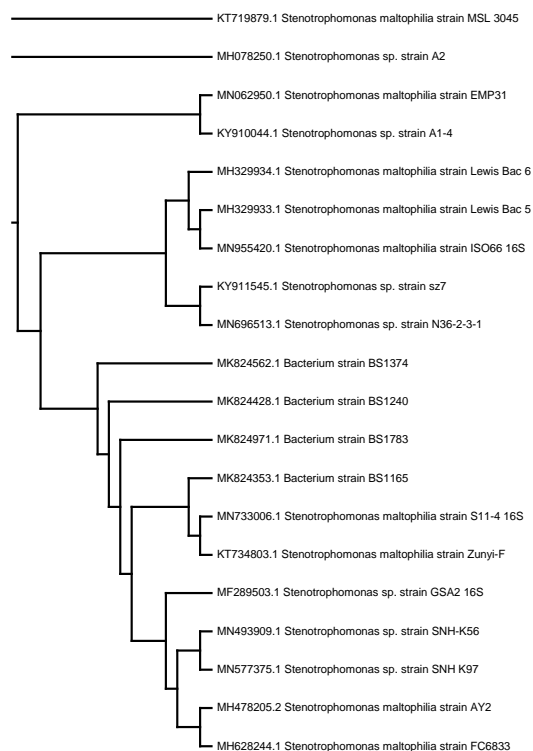 KT719879.1 Stenotrophomonas maltophilia strain MSL 3045
MH078250.1 Stenotrophomonas sp. strain A2
MN062950.1 Stenotrophomonas maltophilia strain EMP31
KY910044.1 Stenotrophomonas sp. strain A1-4
MH329934.1 Stenotrophomonas maltophilia strain Lewis Bac 6
MH329933.1 Stenotrophomonas maltophilia strain Lewis Bac 5
MN955420.1 Stenotrophomonas maltophilia strain ISO66 16S
KY911545.1 Stenotrophomonas sp. strain sz7
MN696513.1 Stenotrophomonas sp. strain N36-2-3-1
MK824562.1 Bacterium strain BS1374
MK824428.1 Bacterium strain BS1240
MK824971.1 Bacterium strain BS1783
MK824353.1 Bacterium strain BS1165
MN733006.1 Stenotrophomonas maltophilia strain S11-4 16S
KT734803.1 Stenotrophomonas maltophilia strain Zunyi-F
MF289503.1 Stenotrophomonas sp. strain GSA2 16S
MN493909.1 Stenotrophomonas sp. strain SNH-K56
MN577375.1 Stenotrophomonas sp. strain SNH K97
MH478205.2 Stenotrophomonas maltophilia strain AY2
MH628244.1 Stenotrophomonas maltophilia strain FC6833